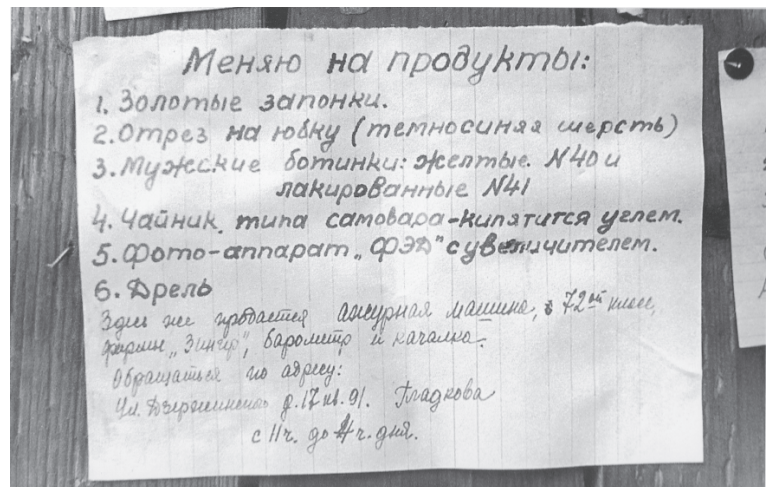 Меняю на продукты:
1. Золотые запонки.
2. Отрез на юбку (темносиняя шерсть)
3. Мужские ботинки: желтые N40 и
лакированные N41
4. Чайник типа самовара-кипятится углем.
5. Фото-аппарат „ФЭД" с увеличителем.
6. Дрель
Здесь же продается ажурная машина, 72ой класс,
фирмы „Зингер", барометр и качалка.
Обращаться по адресу:
Ул. Дзержинского д.17 кв.91. Гладкова
с 11ч. до 4ч. дня.